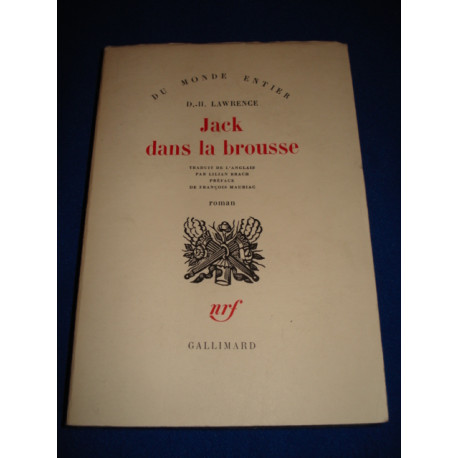 DU MONDE ENTIER
D.-H. LAWRENCE
Jack
dans la brousse
TRADUIT DE L'ANGLAIS
PAR LILIAN BRACH
PRÉFACE
DE FRANÇOIS MAURIAC
roman
nrf
GALLIMARD